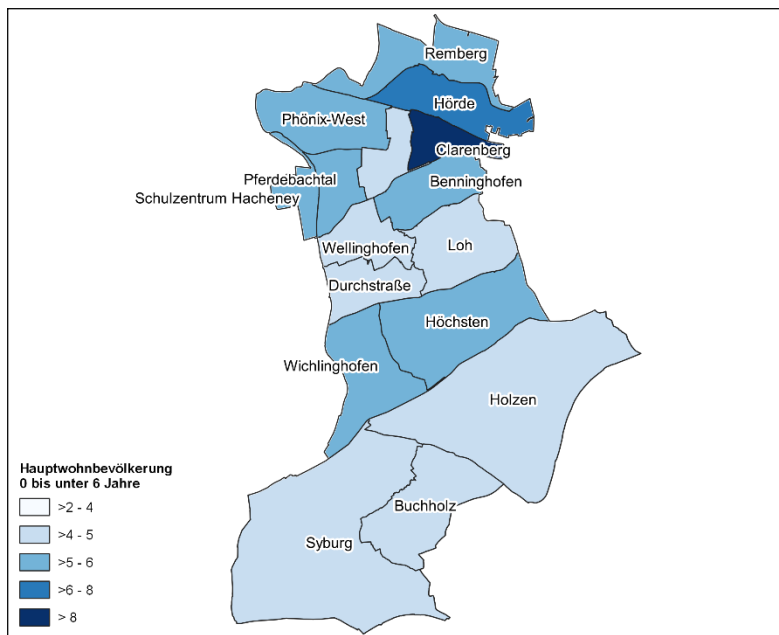 Remberg
Hörde
Phönix-West
Clarenberg
Pferdebachtal
Benninghofen
Schulzentrum Hacheney
Wellinghofen
Loh
Durchstraße
Höchsten
Wichlinghofen
Holzen
Buchholz
Syburg
Hauptwohnbevölkerung
0 bis unter 6 Jahre
>2 - 4
>4 - 5
>5 - 6
>6 - 8
> 8